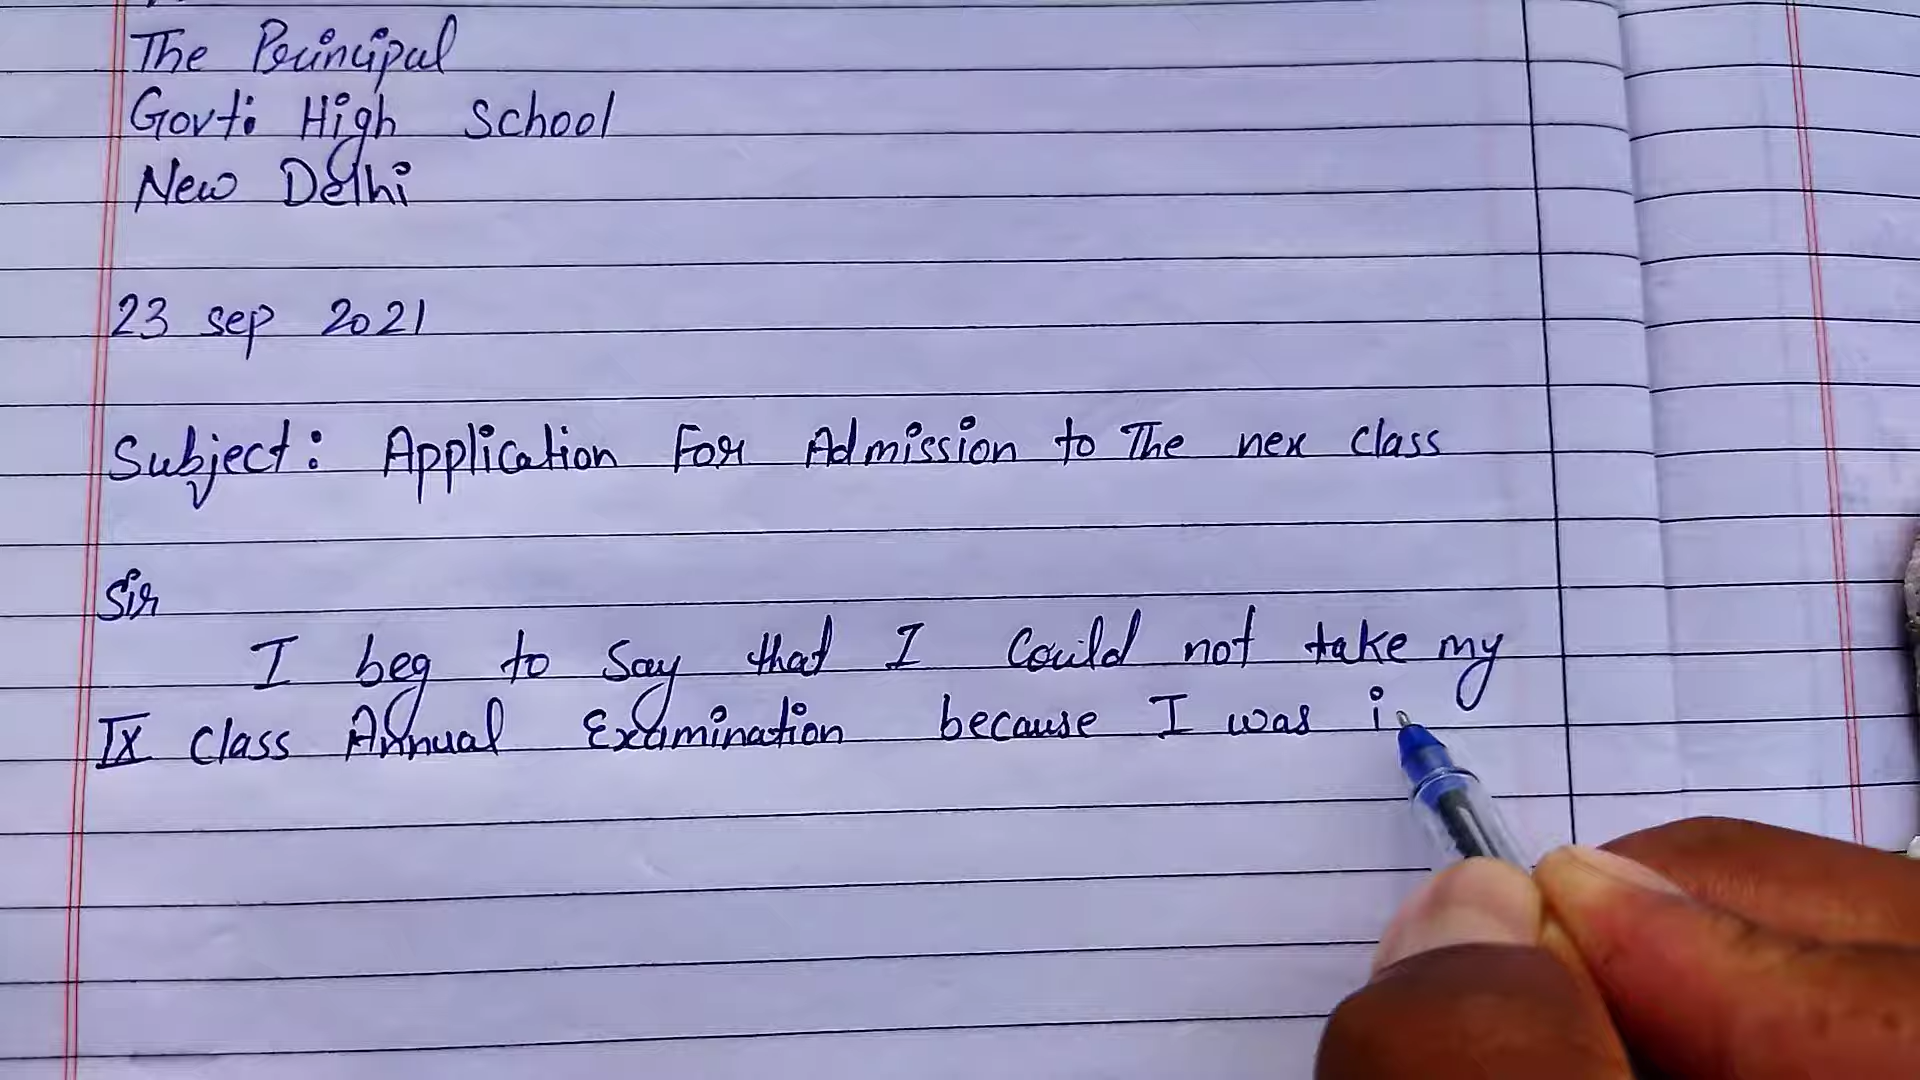 The Principal
Govt: High School
New Delhi
23 sep 2021
Subject: Application For Admission to The nex class
Sir
I beg to Say that I Could not take my
IX class Annual Examination because I was i